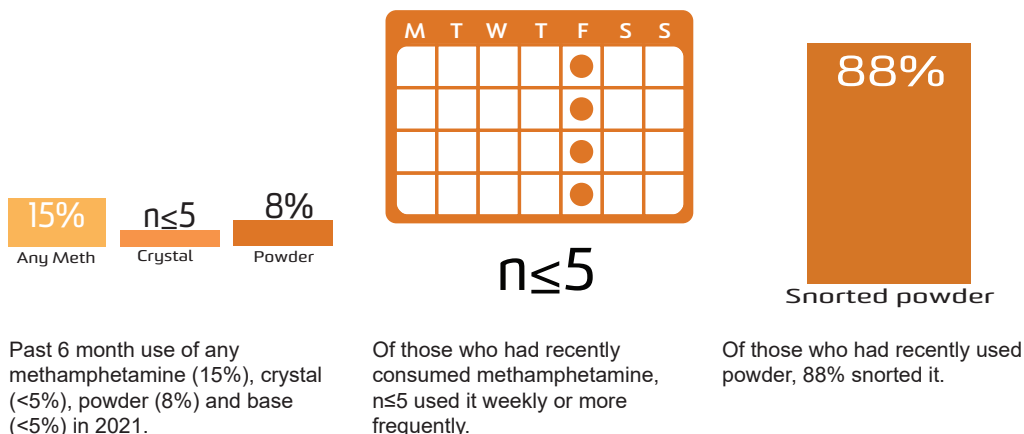 15%
Any Meth
n≤5
Crystal
8%
Powder
Past 6 month use of any
methamphetamine (15%), crystal
(<5%), powder (8%) and base
(<5%) in 2021.
M T W T F S S
n≤5
Of those who had recently
consumed methamphetamine,
n≤5 used it weekly or more
frequently.
88%
Snorted powder
Of those who had recently used
powder, 88% snorted it.